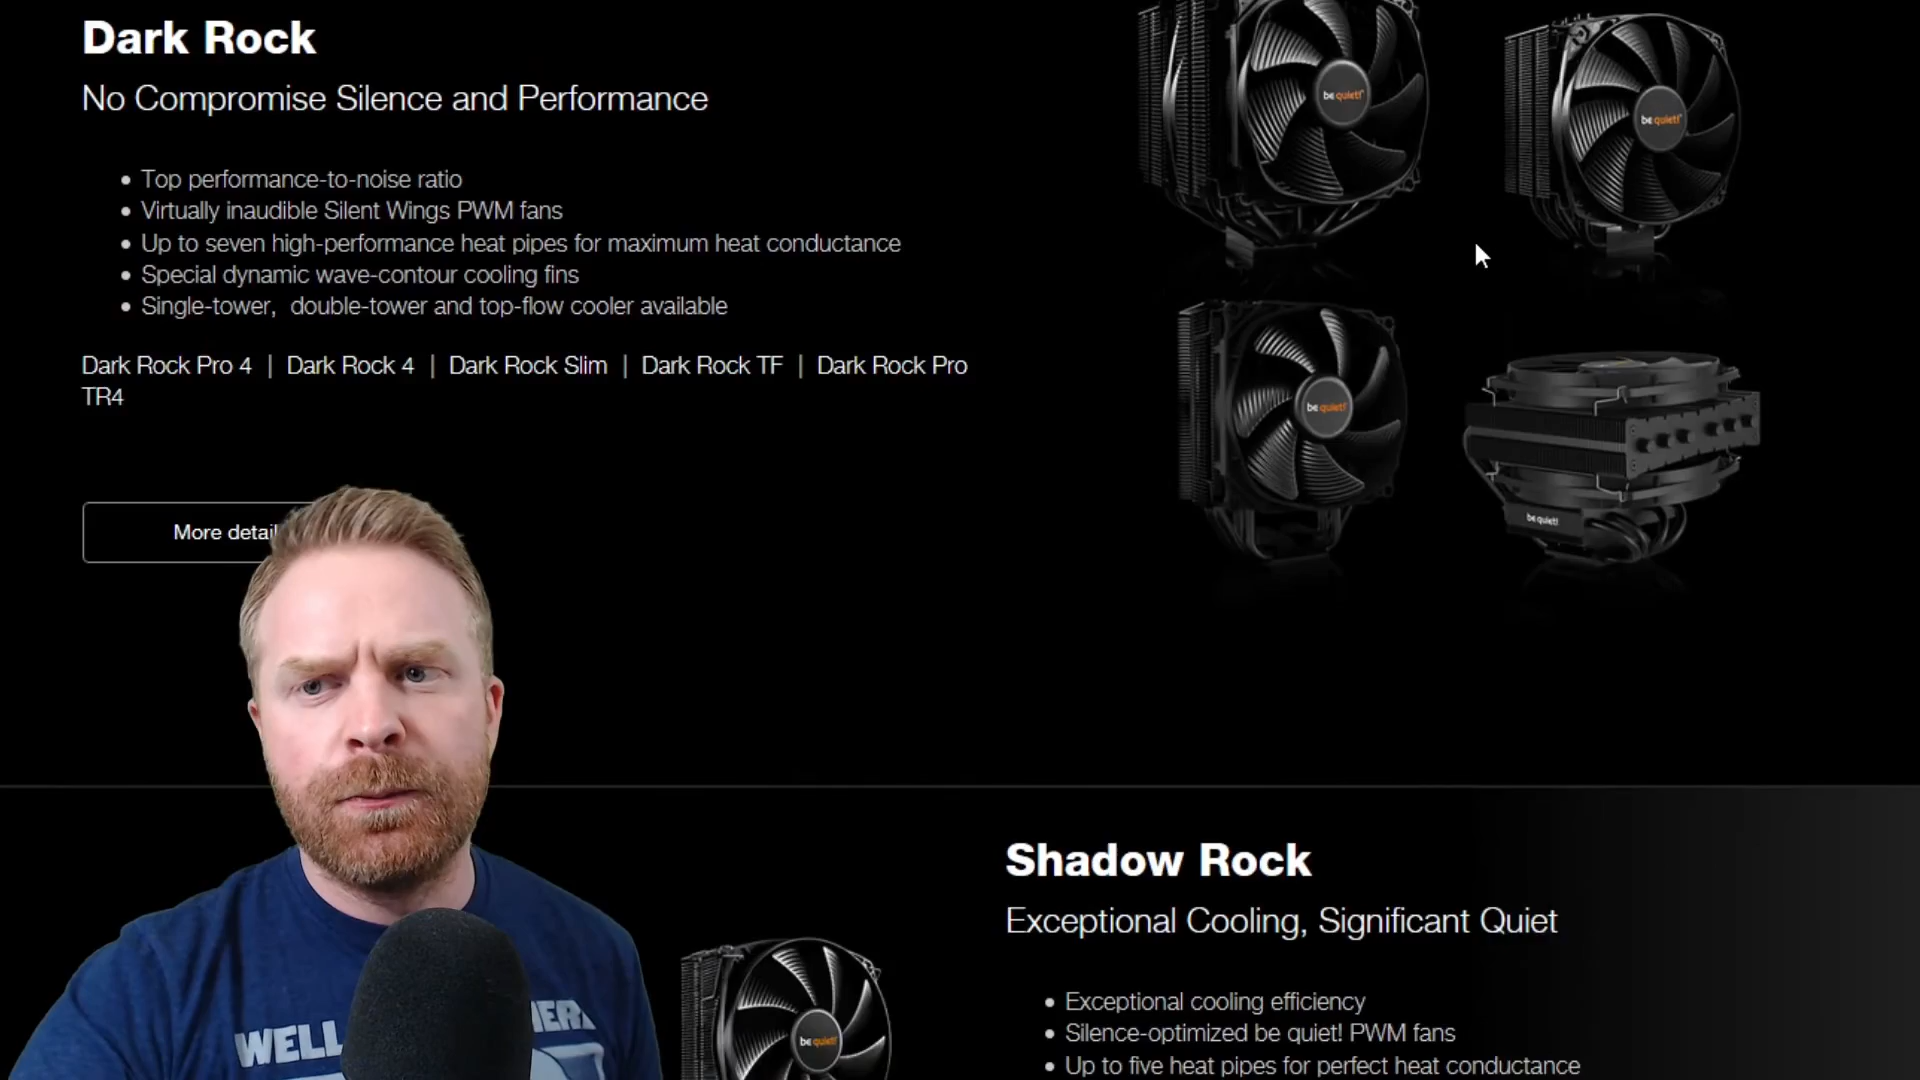 Dark Rock
No Compromise Silence and Performance
Top performance-to-noise ratio
Virtually inaudible Silent Wings PWM fans
Up to seven high-performance heat pipes for maximum heat conductance
Special dynamic wave-contour cooling fins
Single-tower, double-tower and top-flow cooler available
Dark Rock Pro 4 | Dark Rock 4 | Dark Rock Slim | Dark Rock TF | Dark Rock Pro
TR4
More detail
be quiet!
be quiet!
be quiet!
be quiet!
Shadow Rock
Exceptional Cooling, Significant Quiet
Exceptional cooling efficiency
Silence-optimized be quiet! PWM fans
Up to five heat pipes for perfect heat conductance
be quiet!
WELL